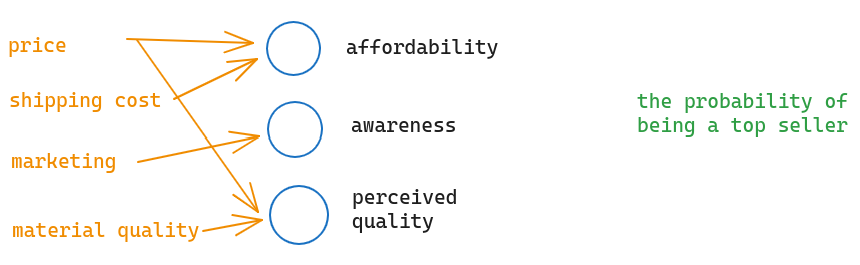 price
shipping cost
marketing
material quality
affordability
awareness
perceived
quality
the probability of
being a top seller